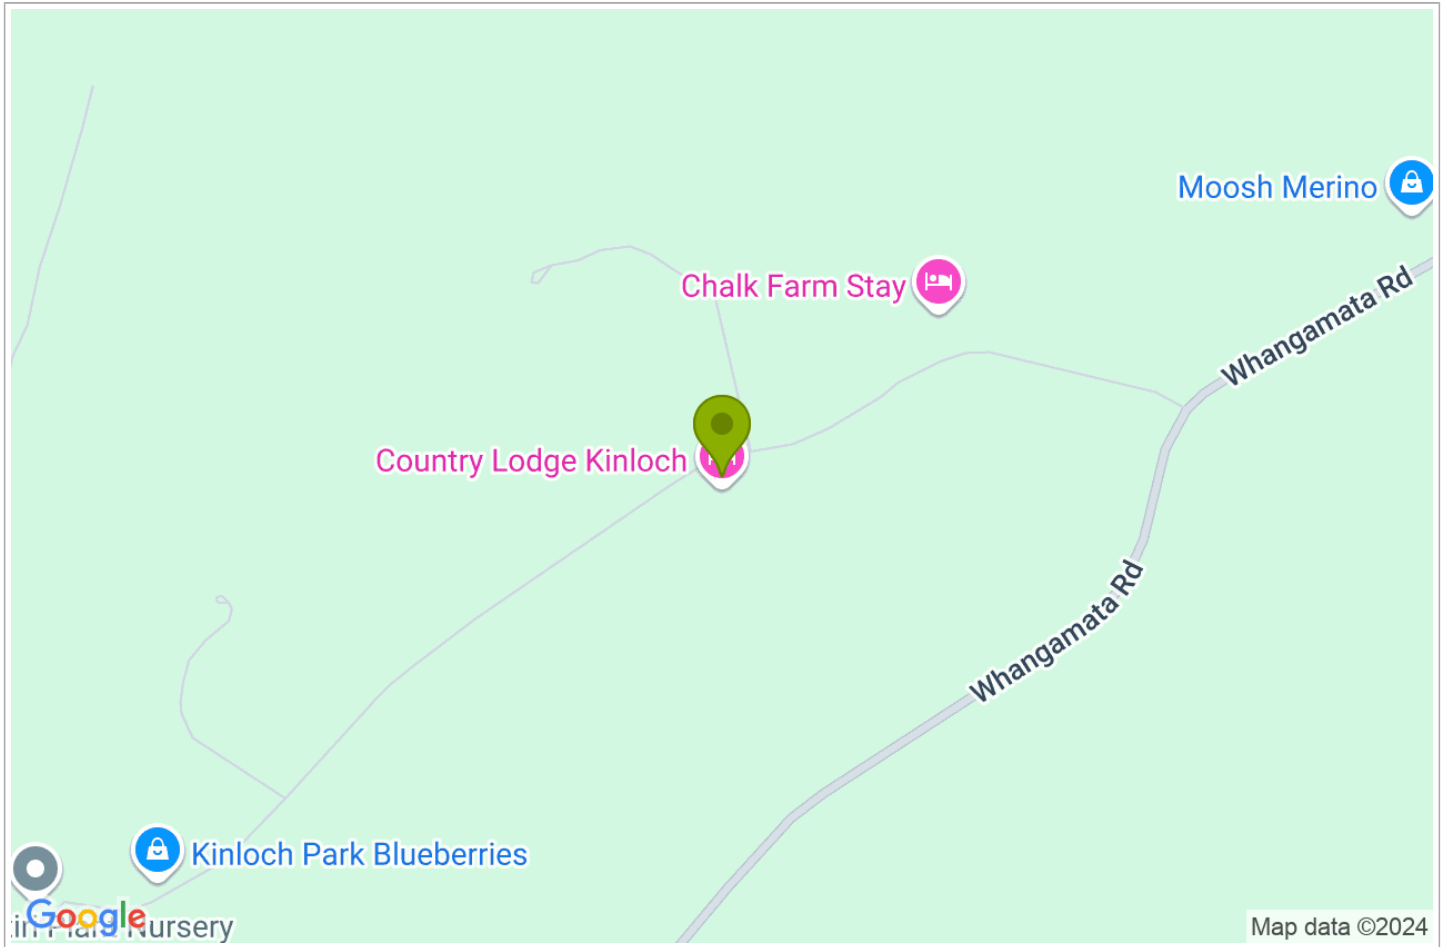 Moosh Merino
Chalk Farm Stay
Whangamata Rd
Country Lodge Kinloch
Whangamata Rd
Kinloch Park Blueberries
Google
Nursery
Map data ©2024